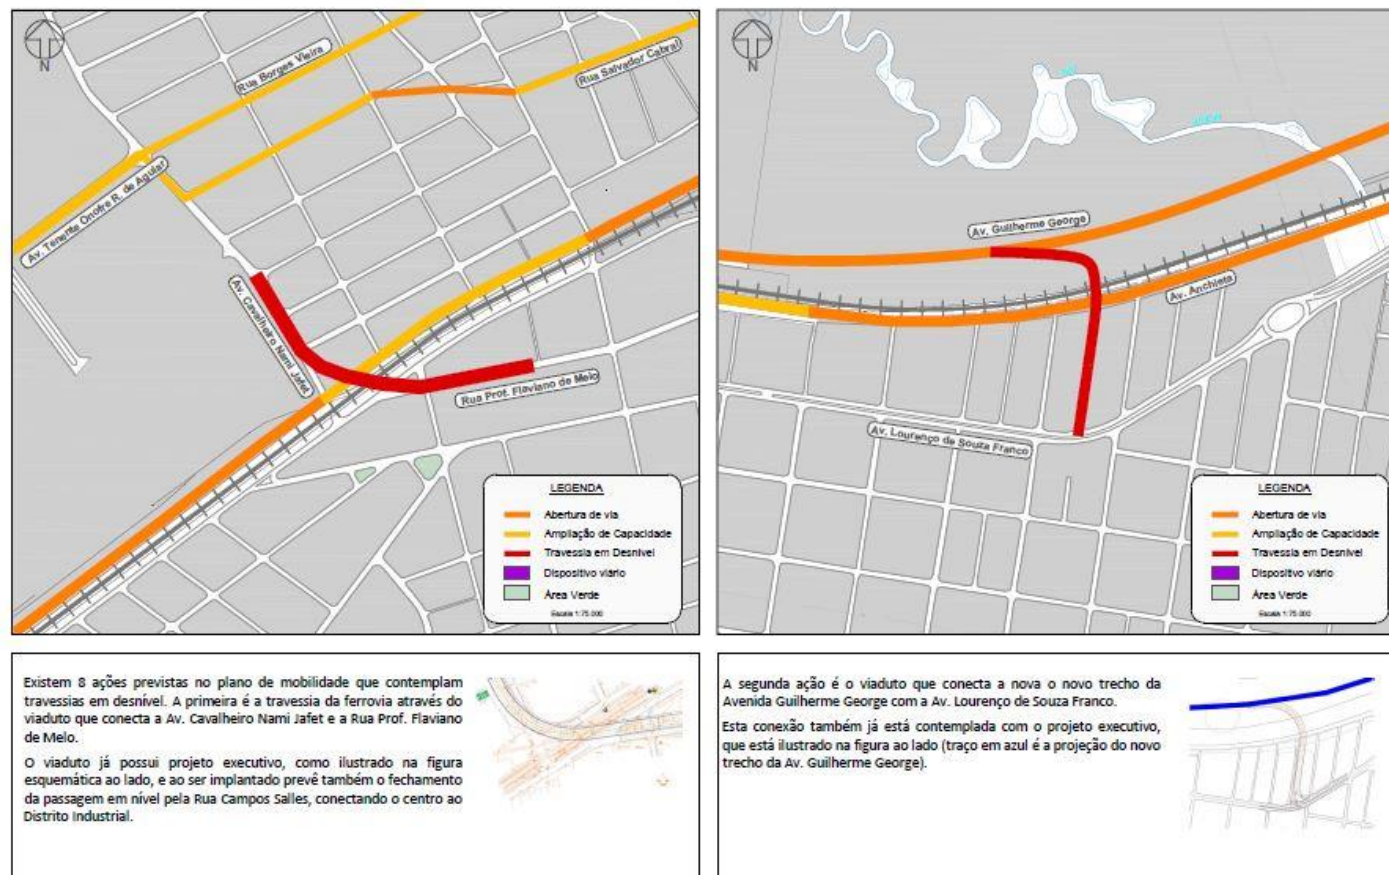 N
Rua Borges Vieira
Rua Salvador Cabral
Av. Tenente Onofre R. de Aguiar
Av. Cavalheiro Nami Jafet
Rua Prof. Flaviano de Melo
LEGENDA
Abertura de via
Ampliação de Capacidade
Travessia em Desnível
Dispositivo viário
Área Verde
Escala 1:75.000
N
Av. Guilherme George
Av. Anchieta
Av. Lourenço de Souza Franco
LEGENDA
Abertura de via
Ampliação de Capacidade
Travessia em Desnível
Dispositivo viário
Área Verde
Escala 1:75.000
Existem 8 ações previstas no plano de mobilidade que contemplam
travessias em desnível. A primeira é a travessia da ferrovia através do
viaduto que conecta a Av. Cavalheiro Nami Jafet e a Rua Prof. Flaviano
de Melo.
O viaduto já possui projeto executivo, como ilustrado na figura
esquemática ao lado, e ao ser implantado prevê também o fechamento
da passagem em nível pela Rua Campos Salles, conectando o centro ao
Distrito Industrial.
A segunda ação é o viaduto que conecta a nova o novo trecho da
Avenida Guilherme George com a Av. Lourenço de Souza Franco.
Esta conexão também já está contemplada com o projeto executivo,
que está ilustrado na figura ao lado (traço em azul é a projeção do novo
trecho da Av. Guilherme George).